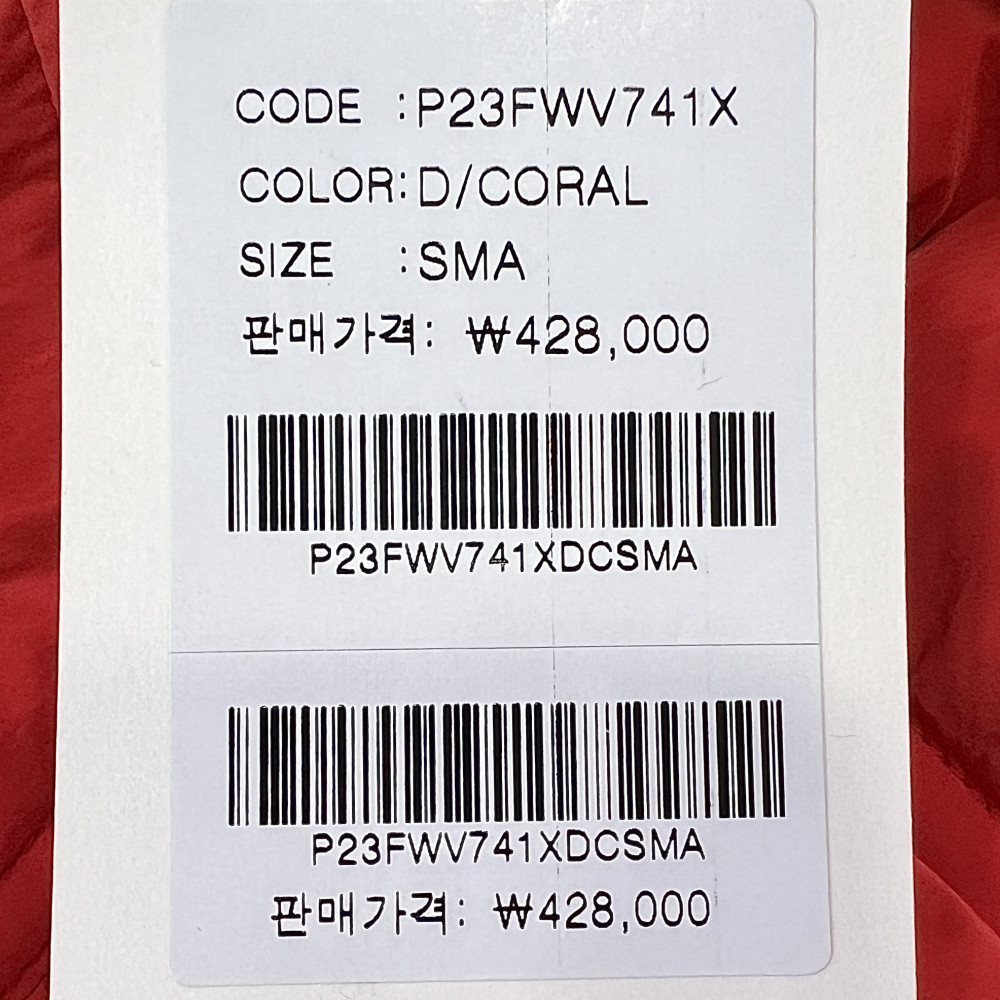 CODE :P23FWV741X
COLOR:D/CORAL
SIZE :SMA
판매가격: ₩428,000
P23FWV741XDCSMA
P23FWV741XDCSMA
판매가격: ₩428,000